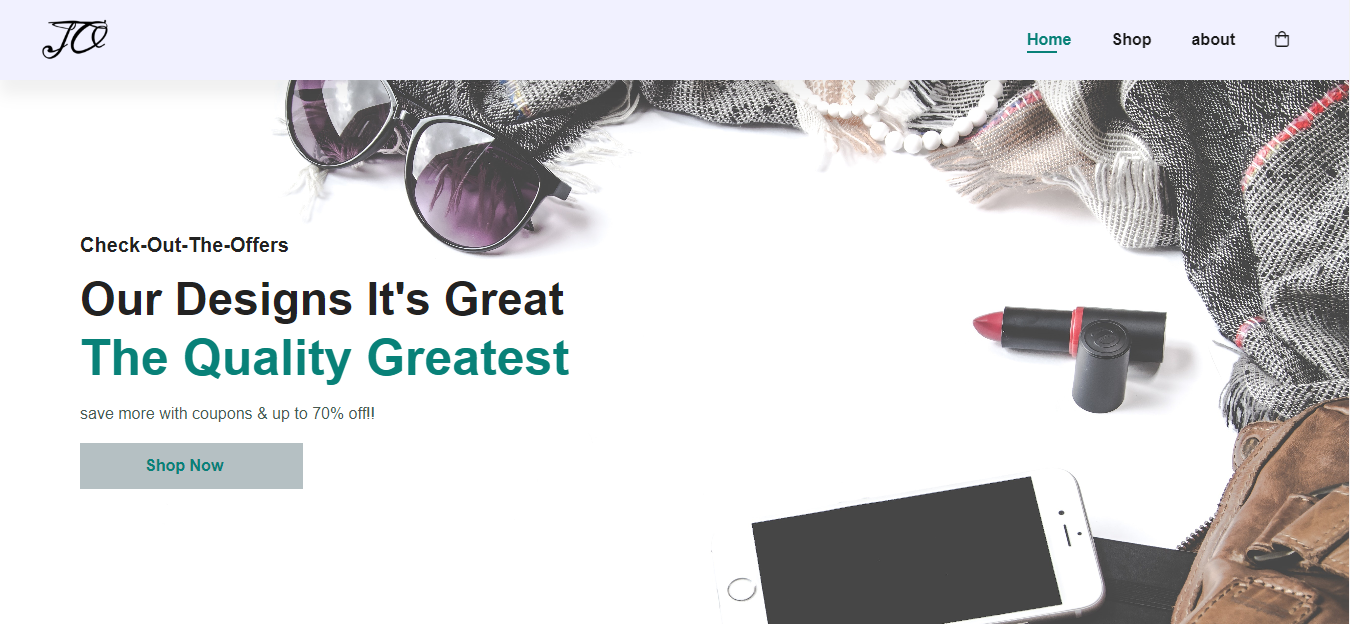 JO
Home Shop about
Check-Out-The-Offers
Our Designs It's Great
The Quality Greatest
save more with coupons & up to 70% off!!
Shop Now